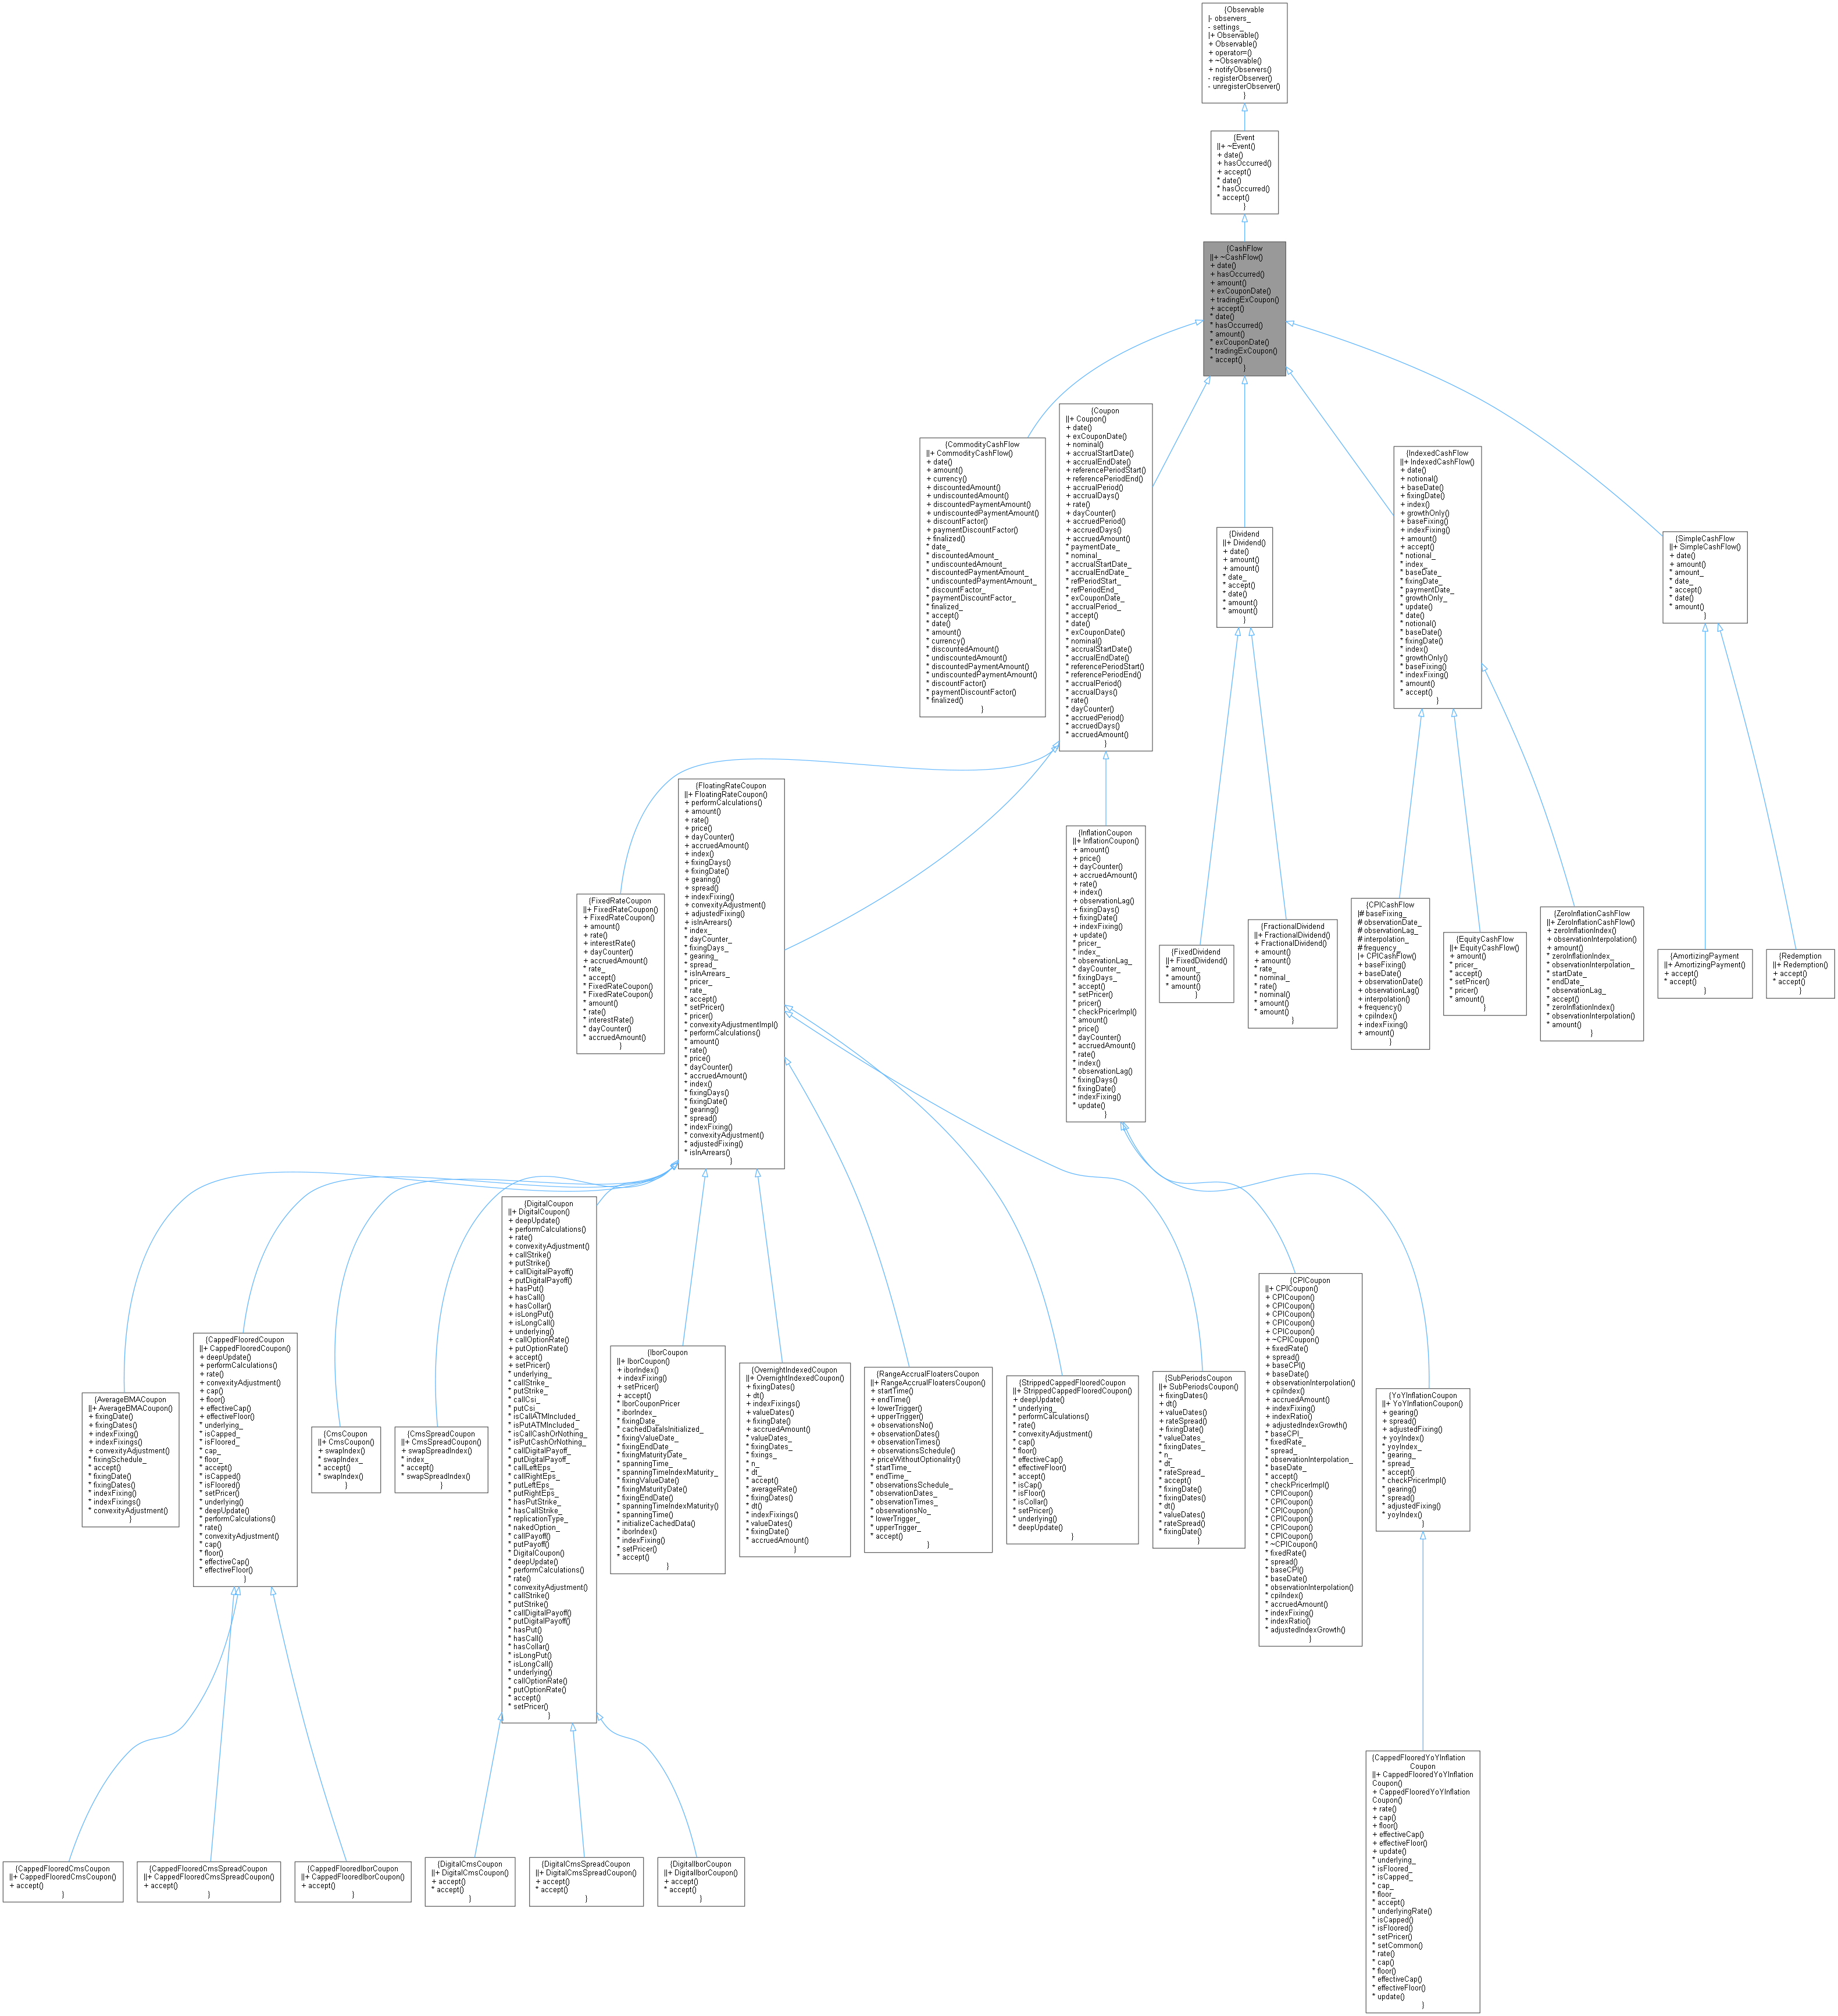 {Observable
|- observers_
- settings_
|+ Observable()
+ Observable()
+ operator=()
+ ~Observable()
+ notifyObservers()
- registerObserver()
- unregisterObserver()
}
{Event
||+ ~Event()
+ date()
+ hasOccurred()
+ accept()
* date()
* hasOccurred()
* accept()
}
{CashFlow
||+ ~CashFlow()
+ date()
+ hasOccurred()
+ amount()
+ exCouponDate()
+ tradingExCoupon()
+ accept()
* date()
* hasOccurred()
* amount()
* exCouponDate()
* tradingExCoupon()
* accept()
}
{CommodityCashFlow
||+ CommodityCashFlow()
+ date()
+ amount()
+ currency()
+ discountedAmount()
+ undiscountedAmount()
+ discountedPaymentAmount()
+ undiscountedPaymentAmount()
+ discountFactor()
+ paymentDiscountFactor()
+ finalized()
* date_
* discountedAmount_
* undiscountedAmount_
* discountedPaymentAmount_
* undiscountedPaymentAmount_
* discountFactor_
* paymentDiscountFactor_
* finalized_
* accept()
* date()
* amount()
* currency()
* discountedAmount()
* undiscountedAmount()
* discountedPaymentAmount()
* undiscountedPaymentAmount()
* discountFactor()
* paymentDiscountFactor()
* finalized()
}
{Coupon
||+ Coupon()
+ date()
+ exCouponDate()
+ nominal()
+ accrualStartDate()
+ accrualEndDate()
+ referencePeriodStart()
+ referencePeriodEnd()
+ accrualPeriod()
+ accrualDays()
+ rate()
+ dayCounter()
+ accruedPeriod()
+ accruedDays()
+ accruedAmount()
* paymentDate_
* nominal_
* accrualStartDate_
* accrualEndDate_
* refPeriodStart_
* refPeriodEnd_
* exCouponDate_
* accrualPeriod_
* accept()
* date()
* exCouponDate()
* nominal()
* accrualStartDate()
* accrualEndDate()
* referencePeriodStart()
* referencePeriodEnd()
* accrualPeriod()
* accrualDays()
* rate()
* dayCounter()
* accruedPeriod()
* accruedDays()
* accruedAmount()
}
{Dividend
||+ Dividend()
+ date()
+ amount()
+ amount()
* date_
* accept()
* date()
* amount()
* amount()
}
{IndexedCashFlow
||+ IndexedCashFlow()
+ date()
+ notional()
+ baseDate()
+ fixingDate()
+ index()
+ growthOnly()
+ baseFixing()
+ indexFixing()
+ amount()
+ accept()
* notional_
* index_
* baseDate_
* fixingDate_
* paymentDate_
* growthOnly_
* update()
* date()
* notional()
* baseDate()
* fixingDate()
* index()
* growthOnly()
* baseFixing()
* indexFixing()
* amount()
* accept()
}
{SimpleCashFlow
||+ SimpleCashFlow()
+ date()
+ amount()
* amount_
* date_
* accept()
* date()
* amount()
}
{FixedRateCoupon
||+ FixedRateCoupon()
+ FixedRateCoupon()
+ amount()
+ rate()
+ interestRate()
+ dayCounter()
+ accruedAmount()
* rate_
* accept()
* FixedRateCoupon()
* FixedRateCoupon()
* amount()
* rate()
* interestRate()
* dayCounter()
* accruedAmount()
}
{FloatingRateCoupon
||+ FloatingRateCoupon()
+ performCalculations()
+ amount()
+ rate()
+ price()
+ dayCounter()
+ accruedAmount()
+ index()
+ fixingDays()
+ fixingDate()
+ gearing()
+ spread()
+ indexFixing()
+ convexityAdjustment()
+ adjustedFixing()
+ isInArrears()
* index_
* dayCounter_
* fixingDays_
* gearing_
* spread_
* isInArrears_
* pricer_
* rate_
* accept()
* setPricer()
* pricer()
* convexityAdjustmentImpl()
* performCalculations()
* amount()
* rate()
* price()
* dayCounter()
* accruedAmount()
* index()
* fixingDays()
* fixingDate()
* gearing()
* spread()
* indexFixing()
* convexityAdjustment()
* adjustedFixing()
* isInArrears()
}
{InflationCoupon
||+ InflationCoupon()
+ amount()
+ price()
+ dayCounter()
+ accruedAmount()
+ rate()
+ index()
+ observationLag()
+ fixingDays()
+ fixingDate()
+ indexFixing()
+ update()
* pricer_
* index_
* observationLag_
* dayCounter_
* fixingDays_
* accept()
* setPricer()
* pricer()
* checkPricerImpl()
* amount()
* price()
* dayCounter()
* accruedAmount()
* rate()
* index()
* observationLag()
* fixingDays()
* fixingDate()
* indexFixing()
* update()
}
{FixedDividend
||+ FixedDividend()
* amount_
* amount()
* amount()
}
{FractionalDividend
||+ FractionalDividend()
+ FractionalDividend()
+ amount()
+ amount()
* rate_
* nominal_
* rate()
* nominal()
* amount()
* amount()
}
{CPICashFlow
|# baseFixing_
# observationDate_
# observationLag_
# interpolation_
# frequency_
|+ CPICashFlow()
+ baseFixing()
+ baseDate()
+ observationDate()
+ observationLag()
+ interpolation()
+ frequency()
+ cpiIndex()
+ indexFixing()
+ amount()
}
{EquityCashFlow
||+ EquityCashFlow()
+ amount()
* pricer_
* accept()
* setPricer()
* pricer()
* amount()
}
{ZeroInflationCashFlow
||+ ZeroInflationCashFlow()
+ zeroInflationIndex()
+ observationInterpolation()
+ amount()
* zeroInflationIndex_
* observationInterpolation_
* startDate_
* endDate_
* observationLag_
* accept()
* zeroInflationIndex()
* observationInterpolation()
* amount()
}
{AmortizingPayment
||+ AmortizingPayment()
+ accept()
* accept()
}
{Redemption
||+ Redemption()
+ accept()
* accept()
}
{AverageBMACoupon
||+ AverageBMACoupon()
+ fixingDate()
+ fixingDates()
+ indexFixing()
+ indexFixings()
+ convexityAdjustment()
* fixingSchedule_
* accept()
* fixingDate()
* fixingDates()
* indexFixing()
* indexFixings()
* convexityAdjustment()
}
{CappedFlooredCoupon
||+ CappedFlooredCoupon()
+ deepUpdate()
+ performCalculations()
+ rate()
+ convexityAdjustment()
+ cap()
+ floor()
+ effectiveCap()
+ effectiveFloor()
* underlying_
* isCapped_
* isFloored_
* cap_
* floor_
* accept()
* isCapped()
* isFloored()
* setPricer()
* underlying()
* deepUpdate()
* performCalculations()
* rate()
* convexityAdjustment()
* cap()
* floor()
* effectiveCap()
* effectiveFloor()
}
{CmsCoupon
||+ CmsCoupon()
+ swapIndex()
* swapIndex_
* accept()
* swapIndex()
}
{CmsSpreadCoupon
||+ CmsSpreadCoupon()
+ swapSpreadIndex()
* index_
* accept()
* swapSpreadIndex()
}
{DigitalCoupon
||+ DigitalCoupon()
+ deepUpdate()
+ performCalculations()
+ rate()
+ convexityAdjustment()
+ callStrike()
+ putStrike()
+ callDigitalPayoff()
+ putDigitalPayoff()
+ hasPut()
+ hasCall()
+ hasCollar()
+ isLongPut()
+ isLongCall()
+ underlying()
+ callOptionRate()
+ putOptionRate()
+ accept()
+ setPricer()
* underlying_
* callStrike_
* putStrike_
* callCsi_
* putCsi_
* isCallATMIncluded_
* isPutATMIncluded_
* isCallCashOrNothing_
* isPutCashOrNothing_
* callDigitalPayoff_
* putDigitalPayoff_
* callLeftEps_
* callRightEps_
* putLeftEps_
* putRightEps_
* hasPutStrike_
* hasCallStrike_
* replicationType_
* nakedOption_
* callPayoff()
* putPayoff()
* DigitalCoupon()
* deepUpdate()
* performCalculations()
* rate()
* convexityAdjustment()
* callStrike()
* putStrike()
* callDigitalPayoff()
* putDigitalPayoff()
* hasPut()
* hasCall()
* hasCollar()
* isLongPut()
* isLongCall()
* underlying()
* callOptionRate()
* putOptionRate()
* accept()
* setPricer()
}
{IborCoupon
||+ IborCoupon()
+ iborIndex()
+ indexFixing()
+ setPricer()
+ accept()
* IborCouponPricer
* iborIndex_
* fixingDate_
* cachedDataIsInitialized_
* fixingValueDate_
* fixingEndDate_
* fixingMaturityDate_
* spanningTime_
* spanningTimeIndexMaturity_
* fixingValueDate()
* fixingMaturityDate()
* fixingEndDate()
* spanningTimeIndexMaturity()
* spanningTime()
* initializeCachedData()
* iborIndex()
* indexFixing()
* setPricer()
* accept()
}
{OvernightIndexedCoupon
||+ OvernightIndexedCoupon()
+ fixingDates()
+ dt()
+ indexFixings()
+ valueDates()
+ fixingDate()
+ accruedAmount()
* valueDates_
* fixingDates_
* fixings_
* n_
* dt_
* accept()
* averageRate()
* fixingDates()
* dt()
* indexFixings()
* valueDates()
* fixingDate()
* accruedAmount()
}
{RangeAccrualFloatersCoupon
||+ RangeAccrualFloatersCoupon()
+ startTime()
+ endTime()
+ lowerTrigger()
+ upperTrigger()
+ observationsNo()
+ observationDates()
+ observationTimes()
+ observationsSchedule()
+ priceWithoutOptionality()
* startTime_
* endTime_
* observationsSchedule_
* observationDates_
* observationTimes_
* observationsNo_
* lowerTrigger_
* upperTrigger_
* accept()
}
{StrippedCappedFlooredCoupon
||+ StrippedCappedFlooredCoupon()
+ deepUpdate()
* underlying_
* performCalculations()
* rate()
* convexityAdjustment()
* cap()
* floor()
* effectiveCap()
* effectiveFloor()
* accept()
* isCap()
* isFloor()
* isCollar()
* setPricer()
* underlying()
* deepUpdate()
}
{SubPeriodsCoupon
||+ SubPeriodsCoupon()
+ fixingDates()
+ dt()
+ valueDates()
+ rateSpread()
+ fixingDate()
* valueDates_
* fixingDates_
* n_
* dt_
* rateSpread_
* accept()
* fixingDate()
* fixingDates()
* dt()
* valueDates()
* rateSpread()
* fixingDate()
}
{CPICoupon
||+ CPICoupon()
+ CPICoupon()
+ CPICoupon()
+ CPICoupon()
+ CPICoupon()
+ CPICoupon()
+ ~CPICoupon()
+ fixedRate()
+ spread()
+ baseCPI()
+ baseDate()
+ observationInterpolation()
+ cpiIndex()
+ accruedAmount()
+ indexFixing()
+ indexRatio()
+ adjustedIndexGrowth()
* baseCPI_
* fixedRate_
* spread_
* observationInterpolation_
* baseDate_
* accept()
* checkPricerImpl()
* CPICoupon()
* CPICoupon()
* CPICoupon()
* CPICoupon()
* CPICoupon()
* CPICoupon()
* ~CPICoupon()
* fixedRate()
* spread()
* baseCPI()
* baseDate()
* observationInterpolation()
* cpiIndex()
* accruedAmount()
* indexFixing()
* indexRatio()
* adjustedIndexGrowth()
}
{YoYInflationCoupon
||+ YoYInflationCoupon()
+ gearing()
+ spread()
+ adjustedFixing()
+ yoyIndex()
* yoyIndex_
* gearing_
* spread_
* accept()
* checkPricerImpl()
* gearing()
* spread()
* adjustedFixing()
* yoyIndex()
}
{CappedFlooredCmsCoupon
||+ CappedFlooredCmsCoupon()
+ accept()
}
{CappedFlooredCmsSpreadCoupon
||+ CappedFlooredCmsSpreadCoupon()
+ accept()
}
{CappedFlooredIborCoupon
||+ CappedFlooredIborCoupon()
+ accept()
}
{DigitalCmsCoupon
||+ DigitalCmsCoupon()
+ accept()
* accept()
}
{DigitalCmsSpreadCoupon
||+ DigitalCmsSpreadCoupon()
+ accept()
* accept()
}
{DigitalIborCoupon
||+ DigitalIborCoupon()
+ accept()
* accept()
}
{CappedFlooredYoYInflation
Coupon
||+ CappedFlooredYoYInflation
Coupon()
+ CappedFlooredYoYInflation
Coupon()
+ rate()
+ cap()
+ floor()
+ effectiveCap()
+ effectiveFloor()
+ update()
* underlying_
* isFloored_
* isCapped_
* cap_
* floor_
* accept()
* underlyingRate()
* isCapped()
* isFloored()
* setPricer()
* setCommon()
* rate()
* cap()
* floor()
* effectiveCap()
* effectiveFloor()
* update()
}